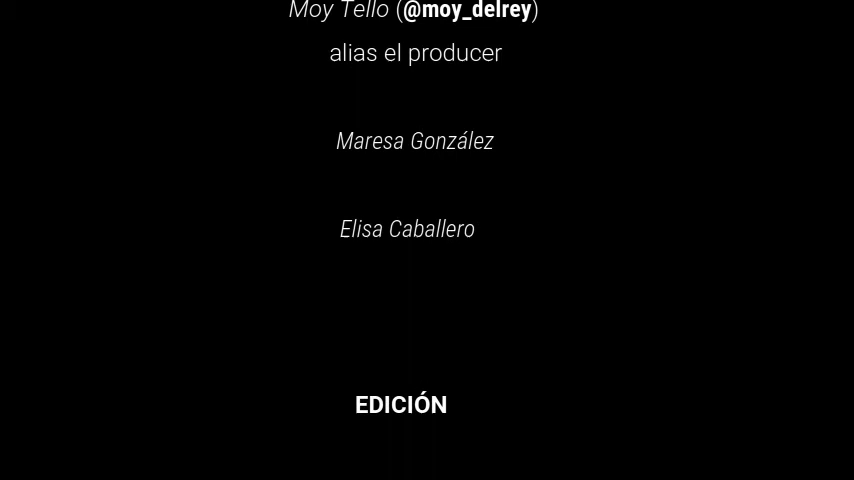 Moy Tello (@moy_delrey)
alias el producer
Maresa González
Elisa Caballero
EDICIÓN